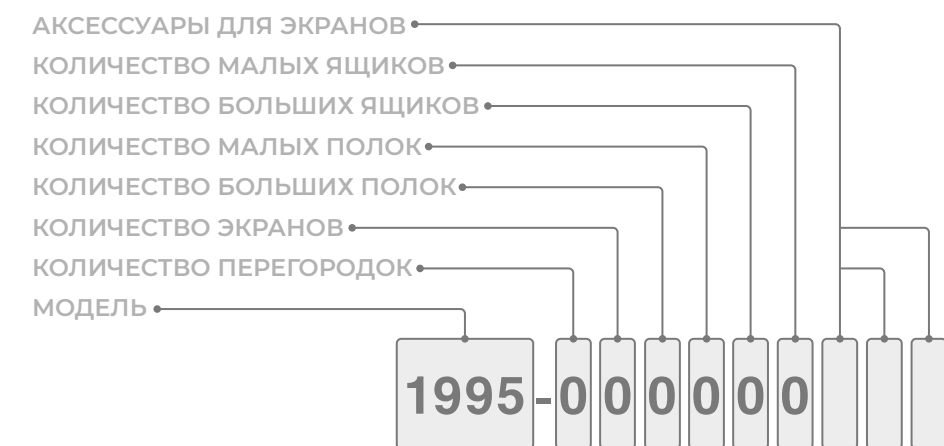 АКСЕССУАРЫ ДЛЯ ЭКРАНОВ
КОЛИЧЕСТВО МАЛЫХ ЯЩИКОВ
КОЛИЧЕСТВО БОЛЬШИХ ЯЩИКОВ
КОЛИЧЕСТВО МАЛЫХ ПОЛОК
КОЛИЧЕСТВО БОЛЬШИХ ПОЛОК
КОЛИЧЕСТВО ЭКРАНОВ
КОЛИЧЕСТВО ПЕРЕГОРОДОК
МОДЕЛЬ
1995-000000